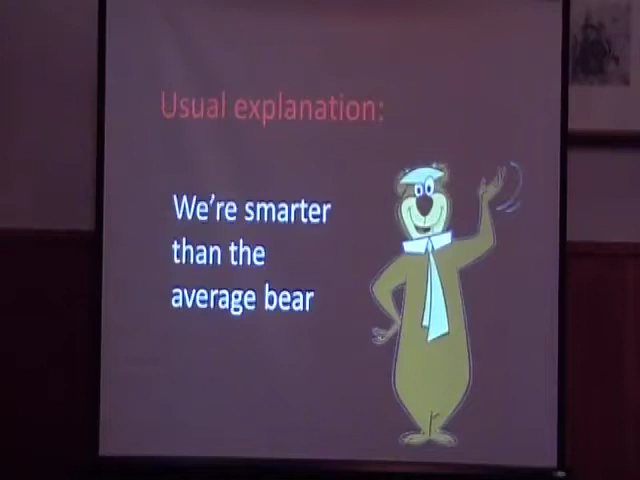 Usual explanation:
We're smarter
than the
average bear